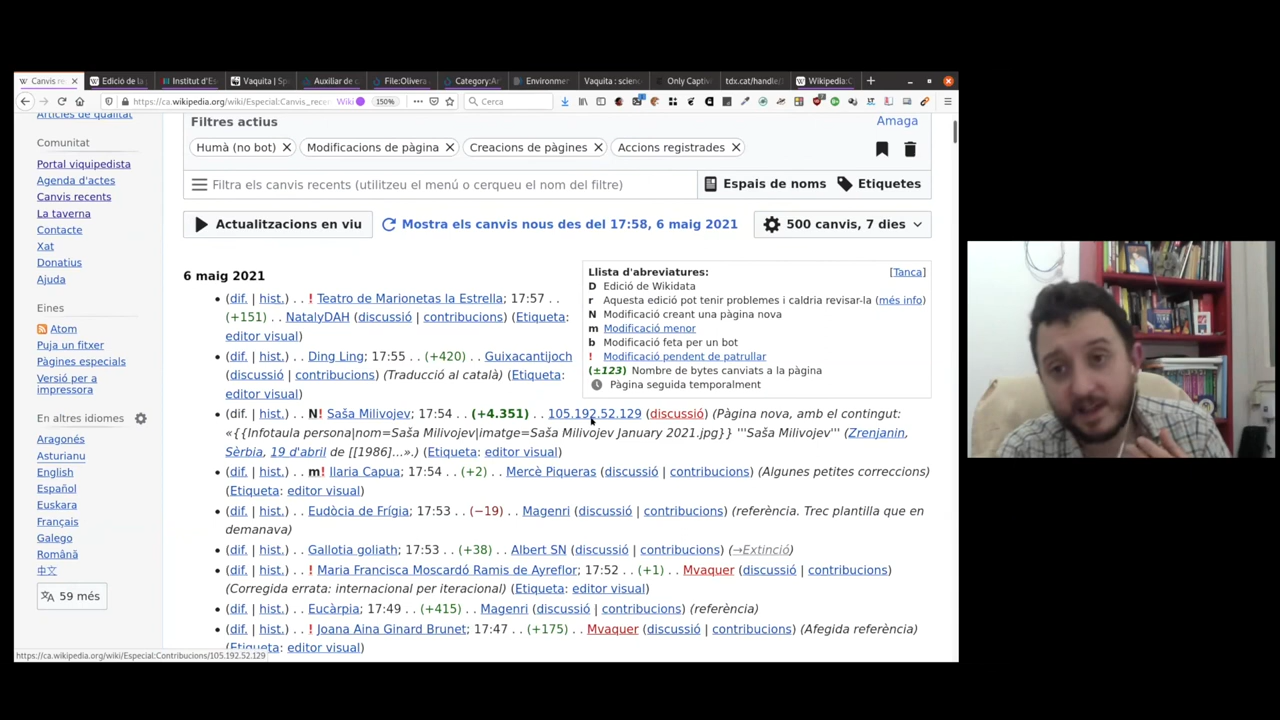 Canvis re
Edició de la
Institut d'Es
Vaquita | Sp
Auxiliar de c
File:Olivera
Category:Ar
Environmer
Vaquita : scien
Only Captiv
tdx.cat/handle
Wikipedia:C
https://ca.wikipedia.org/wiki/Especial:Canvis_rece
Wiki
150%
Cerca
Articles de qualitat
Comunitat
Portal viquipedista
Agenda d'actes
Canvis recents
La taverna
Contacte
Xat
Donatius
Ajuda
Eines
Atom
Puja un fitxer
Pàgines especials
Versió per a
impressora
En altres idiomes
Aragonés
Asturianu
English
Español
Euskara
Français
Galego
Română
中文
59 més
Filtres actius
Amaga
Humà (no bot)
Modificacions de pàgina
Creacions de pàgines
Accions registrades
Filtra els canvis recents (utilitzeu el menú o cerqueu el nom del filtre)
Espais de noms
Etiquetes
Actualitzacions en viu
Mostra els canvis nous des del 17:58, 6 maig 2021
500 canvis, 7 dies
6 maig 2021
Llista d'abreviatures: [Tanca]
D Edició de Wikidata
r Aquesta edició pot tenir problemes i caldria revisar-la (més info)
N Modificació creant una pàgina nova
m Modificació menor
b Modificació feta per un bot
! Modificació pendent de patrullar
(±123) Nombre de bytes canviats a la pàgina
Pàgina seguida temporalment
(dif. | hist.) . . ! Teatro de Marionetas la Estrella; 17:57 . .
(+151) . . NatalyDAH (discussió | contribucions) (Etiqueta:
editor visual)
(dif. | hist.) . . Ding Ling; 17:55 . . (+420) . . Guixacantijoch
(discussió | contribucions) (Traducció al català) (Etiqueta:
editor visual)
(dif. | hist.) . . N! Saša Milivojev; 17:54 . . (+4.351) . . 105.192.52.129 (discussió) (Pàgina nova, amb el contingut:
«{{Infotaula persona|nom=Saša Milivojev|imatge=Saša Milivojev January 2021.jpg}} '''Saša Milivojev''' (Zrenjanin,
Sèrbia, 19 d'abril de [[1986]...».) (Etiqueta: editor visual)
(dif. | hist.) . . m! Ilaria Capua; 17:54 . . (+2) . . Mercè Piqueras (discussió | contribucions) (Algunes petites correccions)
(Etiqueta: editor visual)
(dif. | hist.) . . Eudòcia de Frígia; 17:53 . . (−19) . . Magenri (discussió | contribucions) (referència. Trec plantilla que en
demanava)
(dif. | hist.) . . Gallotia goliath; 17:53 . . (+38) . . Albert SN (discussió | contribucions) (→Extinció)
(dif. | hist.) . . ! Maria Francisca Moscardó Ramis de Ayreflor; 17:52 . . (+1) . . Mvaquer (discussió | contribucions)
(Corregida errata: internacional per iteracional) (Etiqueta: editor visual)
(dif. | hist.) . . Eucàrpia; 17:49 . . (+415) . . Magenri (discussió | contribucions) (referència)
(dif. | hist.) . . ! Joana Aina Ginard Brunet; 17:47 . . (+175) . . Mvaquer (discussió | contribucions) (Afegida referència)
(Etiqueta: editor visual)
https://ca.wikipedia.org/wiki/Especial:Contribucions/105.192.52.129